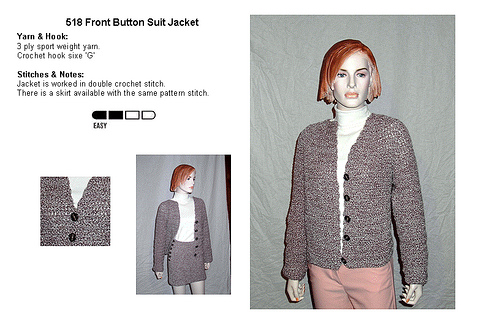 518 Front Button Suit Jacket
Yarn & Hook:
3 ply sport weight yarn.
Crochet hook size "G"
Stitches & Notes:
Jacket is worked in double crochet stitch.
There is a skirt available with the same pattern stitch.
EASY